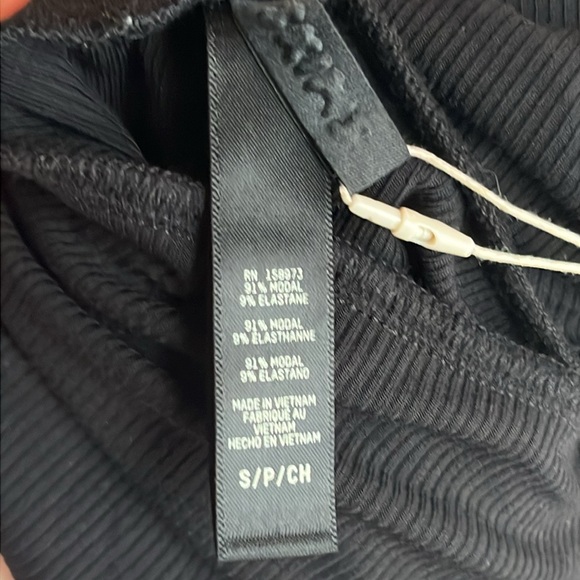 RN 158973
91% MODAL
9% ELASTANE
91% MODAL
9% ELASTHANNE
91% MODAL
9% ELASTANO
MADE IN VIETNAM
FABRIQUÉ AU
VIETNAM
HECHO EN VIETNAM
S/P/CH